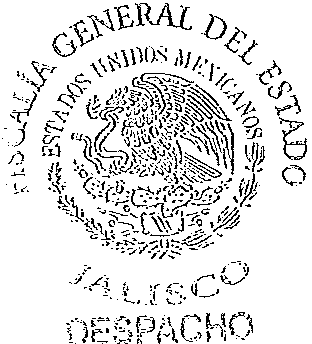 FISCALÍA GENERAL DEL ESTADO
ESTADOS UNIDOS MEXICANOS
JALISCO
DESPACHO